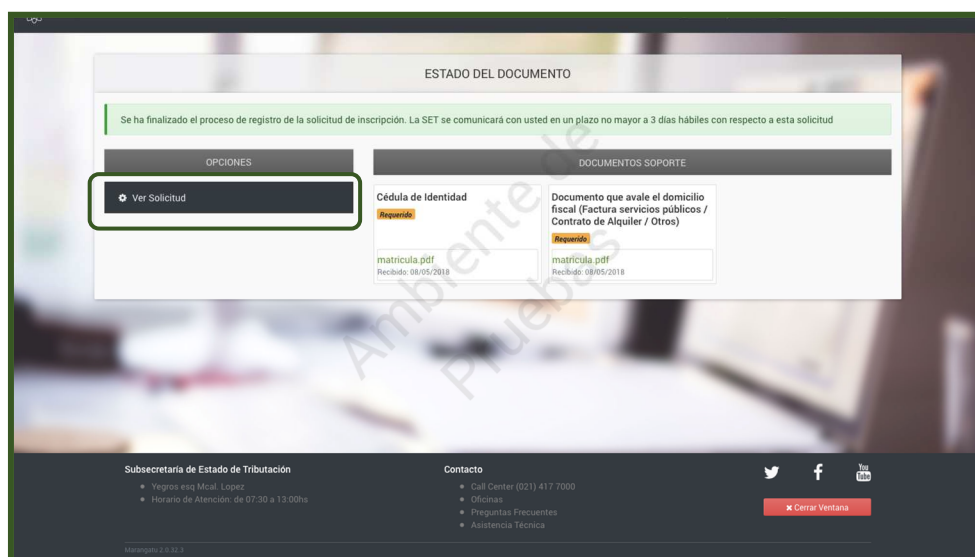 ESTADO DEL DOCUMENTO
Se ha finalizado el proceso de registro de la solicitud de inscripción. La SET se comunicará con usted en un plazo no mayor a 3 días hábiles con respecto a esta solicitud
OPCIONES
Ver Solicitud
DOCUMENTOS SOPORTE
Cédula de Identidad
Requerido
matricula.pdf
Recibido: 08/05/2018
Documento que avale el domicilio
fiscal (Factura servicios públicos /
Contrato de Alquiler / Otros)
Requerido
matricula.pdf
Recibido: 08/05/2018
Ambiente de
Pruebas
Subsecretaría de Estado de Tributación
Yegros esq Mcal. Lopez
Horario de Atención: de 07:30 a 13:00hs
Contacto
Call Center (021) 417 7000
Oficinas
Preguntas Frecuentes
Asistencia Técnica
You
Tube
Cerrar Ventana
Marangatu 2.0.32.3